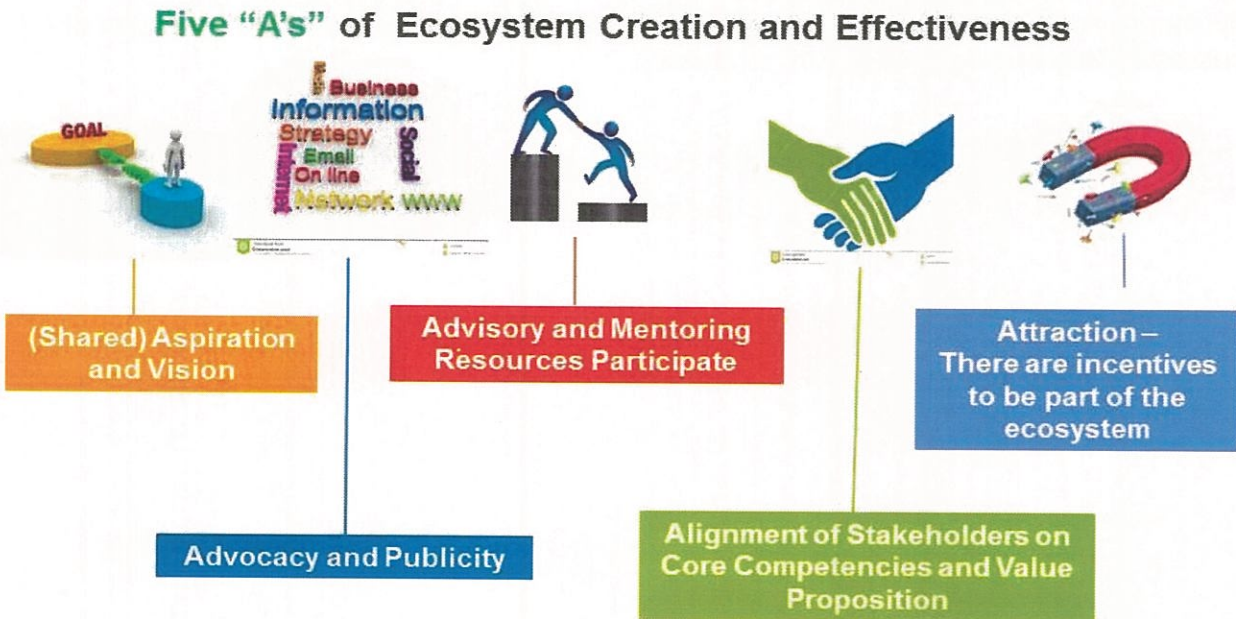 Five "A's" of Ecosystem Creation and Effectiveness
GOAL
Business
Information
Strategy
Email
On line
Internet
Social
Network www
(Shared) Aspiration
and Vision
Advocacy and Publicity
Advisory and Mentoring
Resources Participate
Alignment of Stakeholders on
Core Competencies and Value
Proposition
Attraction –
There are incentives
to be part of the
ecosystem